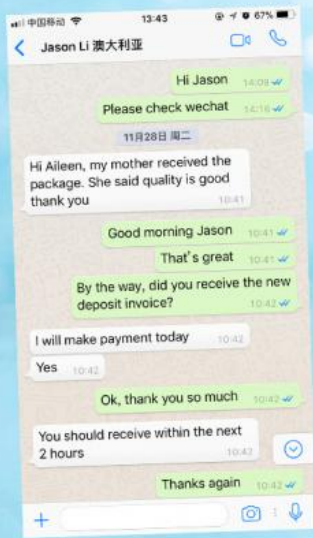 中国移动
13:43
67%
Jason Li 澳大利亚
Hi Jason 14:09
Please check wechat 14:16
11月28日 周二
Hi Aileen, my mother received the
package. She said quality is good
thank you
10:41
Good morning Jason 10:41
That's great 10:41
By the way, did you receive the new
deposit invoice?
10:42
I will make payment today 10:42
Yes 10:42
Ok, thank you so much 10:42
You should receive within the next
2 hours
10:42
Thanks again 10:42